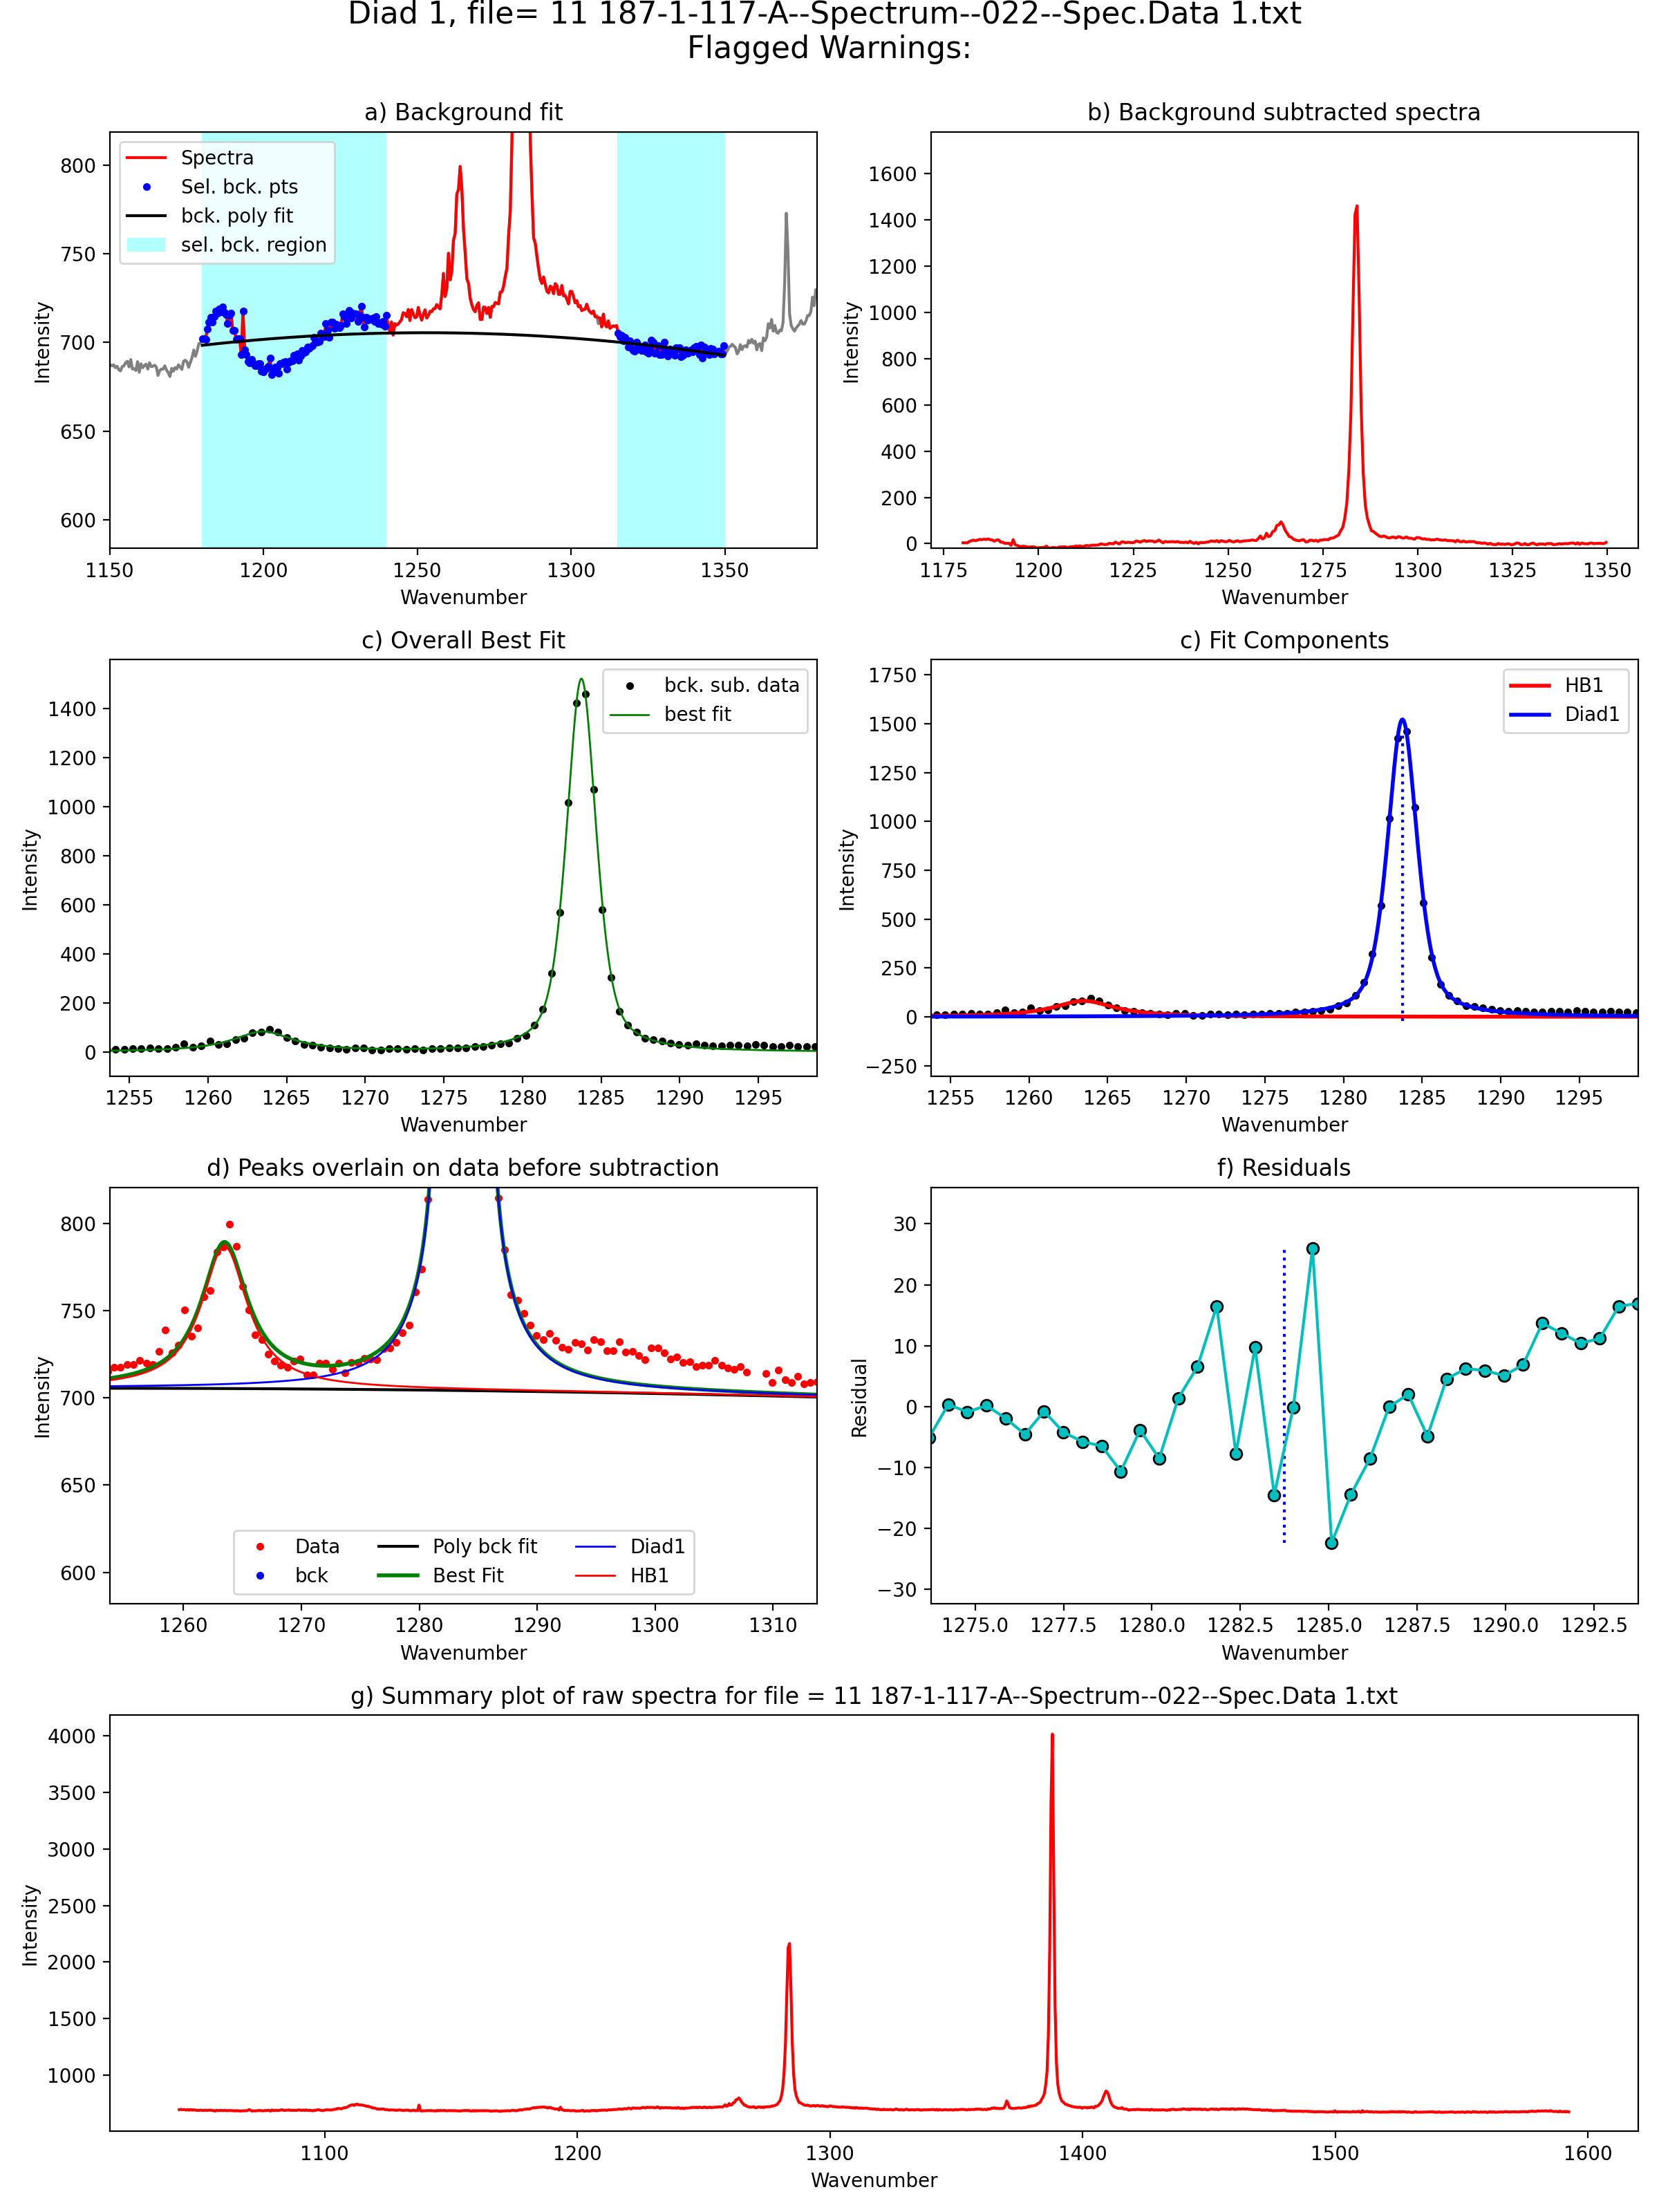 Diad 1, file= 11 187-1-117-A--Spectrum--022--Spec.Data 1.txt
Flagged Warnings:
a) Background fit
Intensity
800
750
700
650
600
Spectra
Sel. bck. pts
bck. poly fit
sel. bck. region
1150 1200 1250 1300 1350
Wavenumber
b) Background subtracted spectra
Intensity
1600
1400
1200
1000
800
600
400
200
0
1175 1200 1225 1250 1275 1300 1325 1350
Wavenumber
c) Overall Best Fit
Intensity
1400
1200
1000
800
600
400
200
0
bck. sub. data
best fit
1255 1260 1265 1270 1275 1280 1285 1290 1295
Wavenumber
c) Fit Components
Intensity
1750
1500
1250
1000
750
500
250
0
−250
HB1
Diad1
1255 1260 1265 1270 1275 1280 1285 1290 1295
Wavenumber
d) Peaks overlain on data before subtraction
Intensity
800
750
700
650
600
Data Poly bck fit Diad1
bck Best Fit HB1
1260 1270 1280 1290 1300 1310
Wavenumber
f) Residuals
Residual
30
20
10
0
−10
−20
−30
1275.0 1277.5 1280.0 1282.5 1285.0 1287.5 1290.0 1292.5
Wavenumber
g) Summary plot of raw spectra for file = 11 187-1-117-A--Spectrum--022--Spec.Data 1.txt
Intensity
4000
3500
3000
2500
2000
1500
1000
1100 1200 1300 1400 1500 1600
Wavenumber